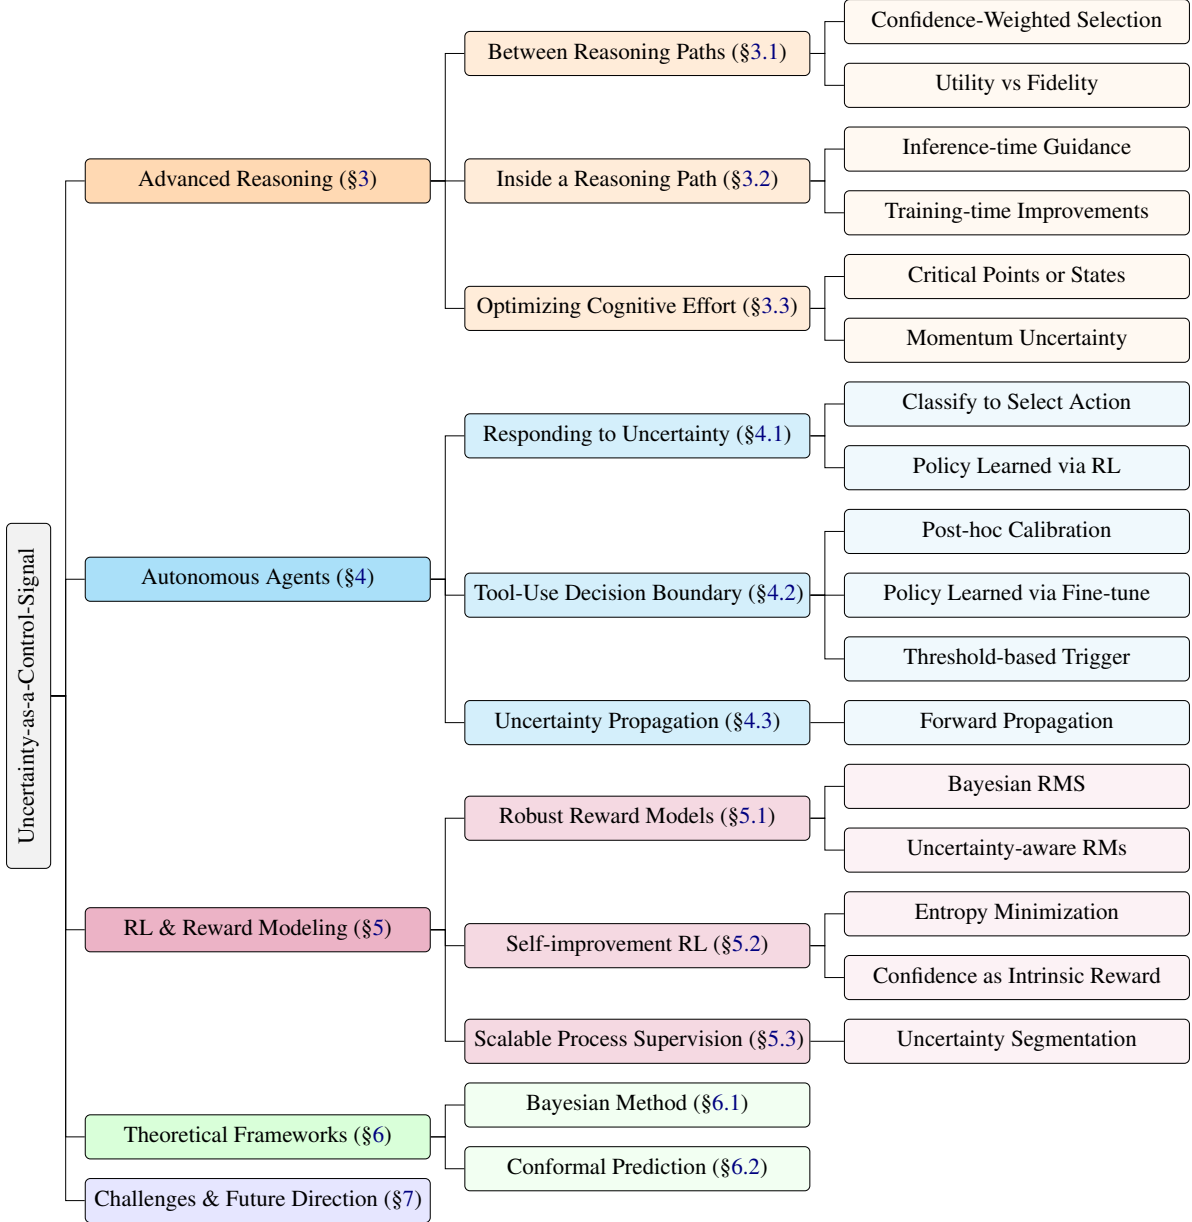 Uncertainty-as-a-Control-Signal
Advanced Reasoning (§3)
Between Reasoning Paths (§3.1)
Confidence-Weighted Selection
Utility vs Fidelity
Inside a Reasoning Path (§3.2)
Inference-time Guidance
Training-time Improvements
Optimizing Cognitive Effort (§3.3)
Critical Points or States
Momentum Uncertainty
Autonomous Agents (§4)
Responding to Uncertainty (§4.1)
Classify to Select Action
Policy Learned via RL
Tool-Use Decision Boundary (§4.2)
Post-hoc Calibration
Policy Learned via Fine-tune
Threshold-based Trigger
Uncertainty Propagation (§4.3)
Forward Propagation
RL & Reward Modeling (§5)
Robust Reward Models (§5.1)
Bayesian RMS
Uncertainty-aware RMs
Self-improvement RL (§5.2)
Entropy Minimization
Confidence as Intrinsic Reward
Scalable Process Supervision (§5.3)
Uncertainty Segmentation
Theoretical Frameworks (§6)
Bayesian Method (§6.1)
Conformal Prediction (§6.2)
Challenges & Future Direction (§7)